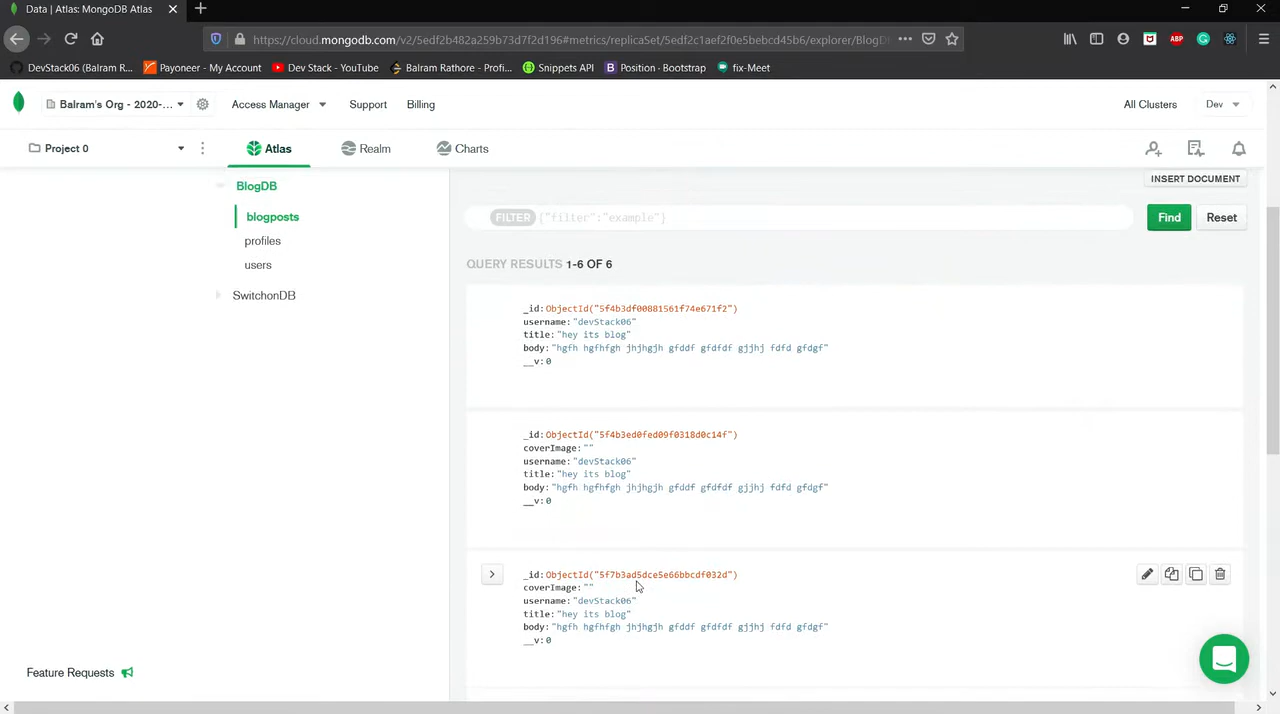 Data | Atlas: MongoDB Atlas
https://cloud.mongodb.com/v2/5edf2b482a259b73d7f2d196#metrics/replicaSet/5edf2c1aef2f0e5bebcd45b6/explorer/BlogD
DevStack06 (Balram R... Payoneer - My Account Dev Stack - YouTube Balram Rathore - Profi... Snippets API Position · Bootstrap fix-Meet
Balram's Org - 2020-... Access Manager Support Billing All Clusters Dev
Project 0 Atlas Realm Charts
BlogDB
blogposts
profiles
users
SwitchonDB
Feature Requests
INSERT DOCUMENT
FILTER {"filter":"example"} Find Reset
QUERY RESULTS 1-6 OF 6
_id:ObjectId("5f4b3df00881561f74e671f2")
username:"devStack06"
title:"hey its blog"
body:"hgfh hgfhfgh jhjhgjh gfddf gfdfdf gjjhj fdfd gfdgf"
__v:0
_id:ObjectId("5f4b3ed0fed09f0318d0c14f")
coverImage:""
username:"devStack06"
title:"hey its blog"
body:"hgfh hgfhfgh jhjhgjh gfddf gfdfdf gjjhj fdfd gfdgf"
__v:0
_id:ObjectId("5f7b3ad5dce5e66bbcdf032d")
coverImage:""
username:"devStack06"
title:"hey its blog"
body:"hgfh hgfhfgh jhjhgjh gfddf gfdfdf gjjhj fdfd gfdgf"
__v:0